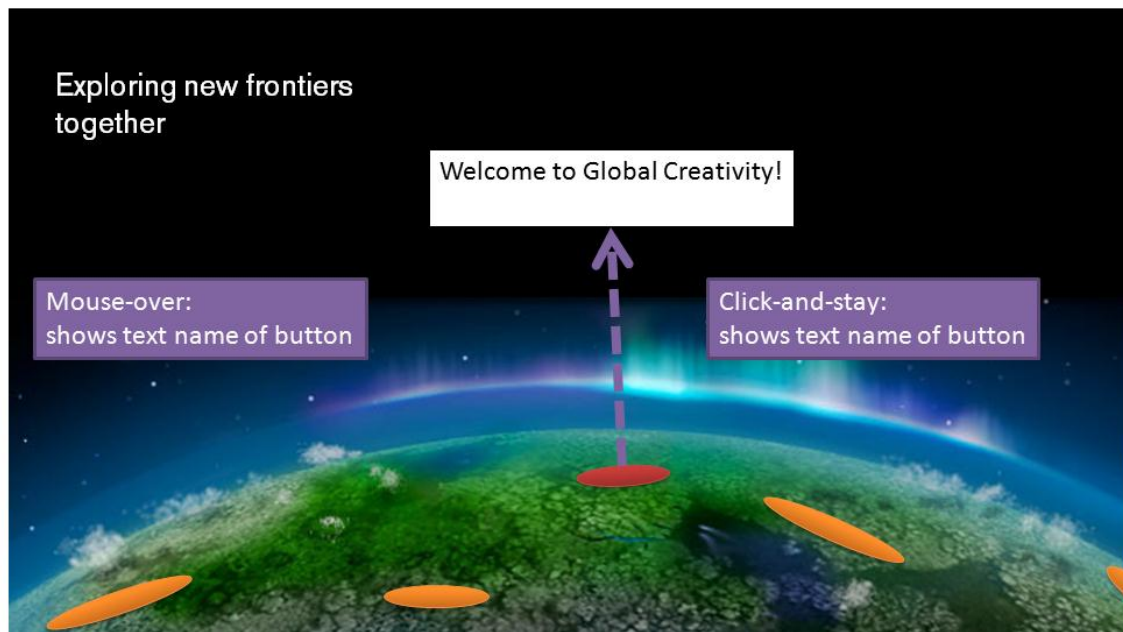 Exploring new frontiers
together
Welcome to Global Creativity!
Mouse-over:
shows text name of button
Click-and-stay:
shows text name of button